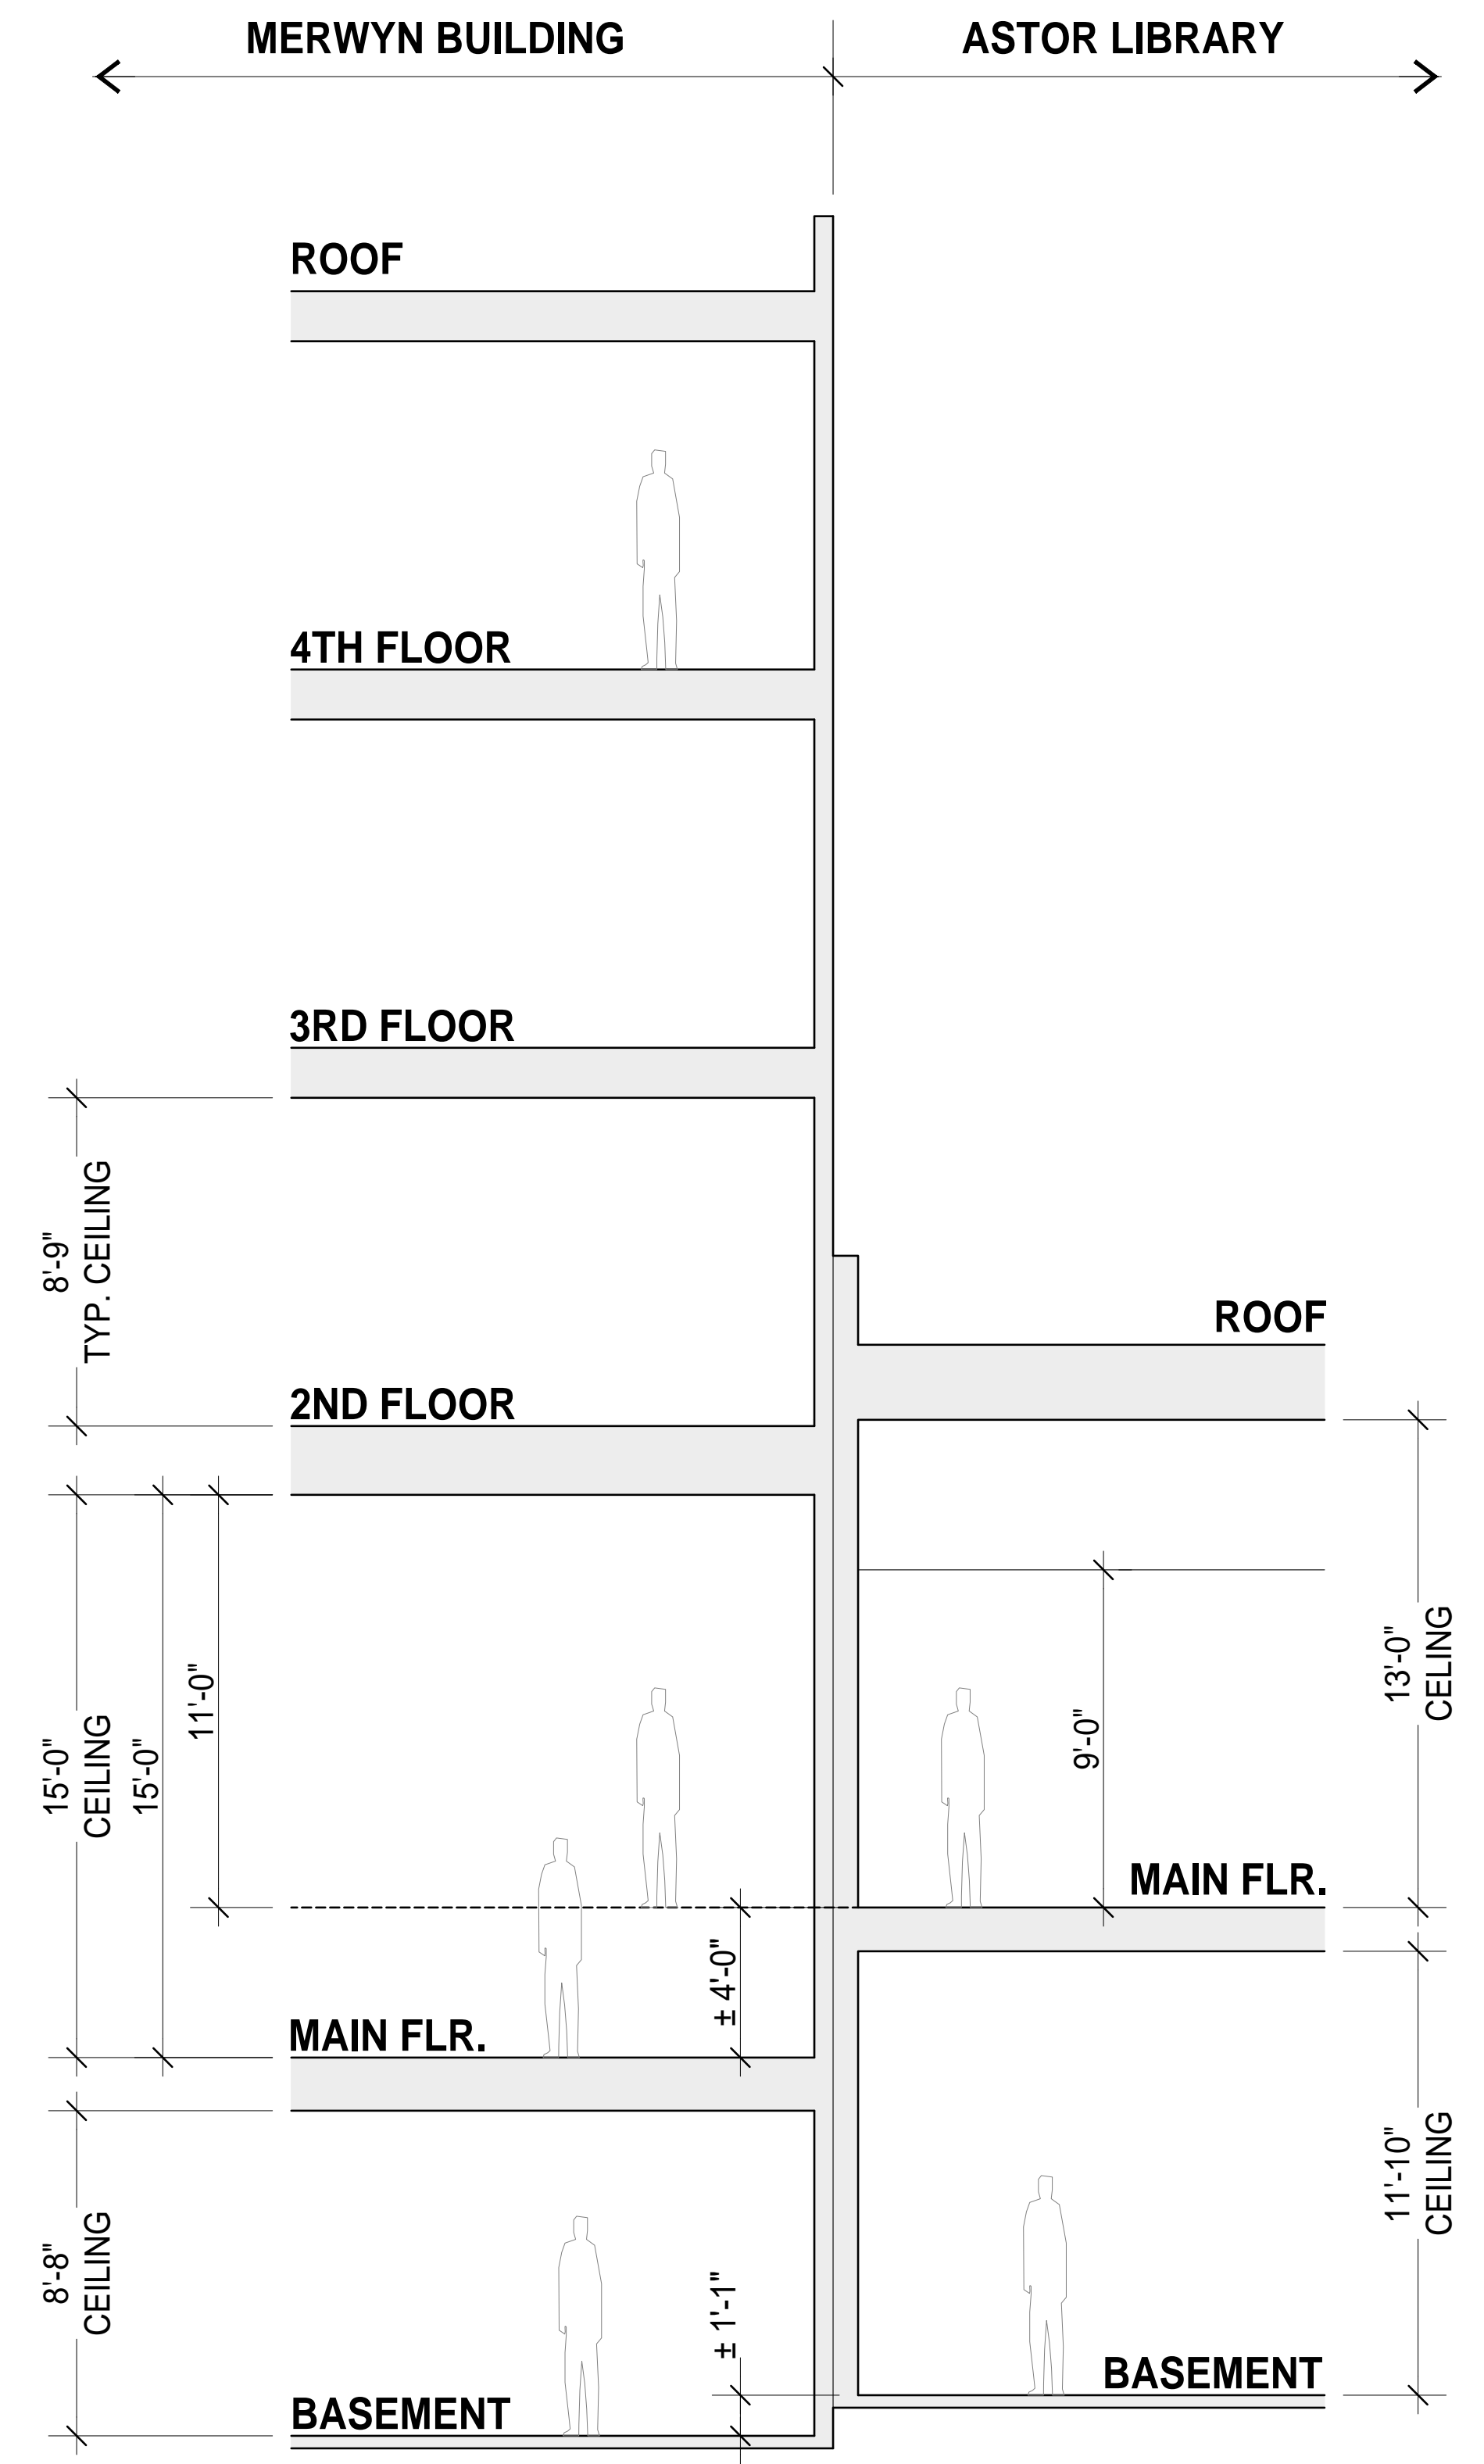 MERWYN BUILDING
ASTOR LIBRARY
ROOF
4TH FLOOR
3RD FLOOR
8'-9"
TYP. CEILING
ROOF
2ND FLOOR
15'-0"
CEILING
15'-0"
11'-0"
9'-0"
13'-0"
CELING
MAIN FLR.
± 4'-0"
MAIN FLR.
8'-8"
CEILING
± 1'-1"
11'-10"
CEILING
BASEMENT
BASEMENT